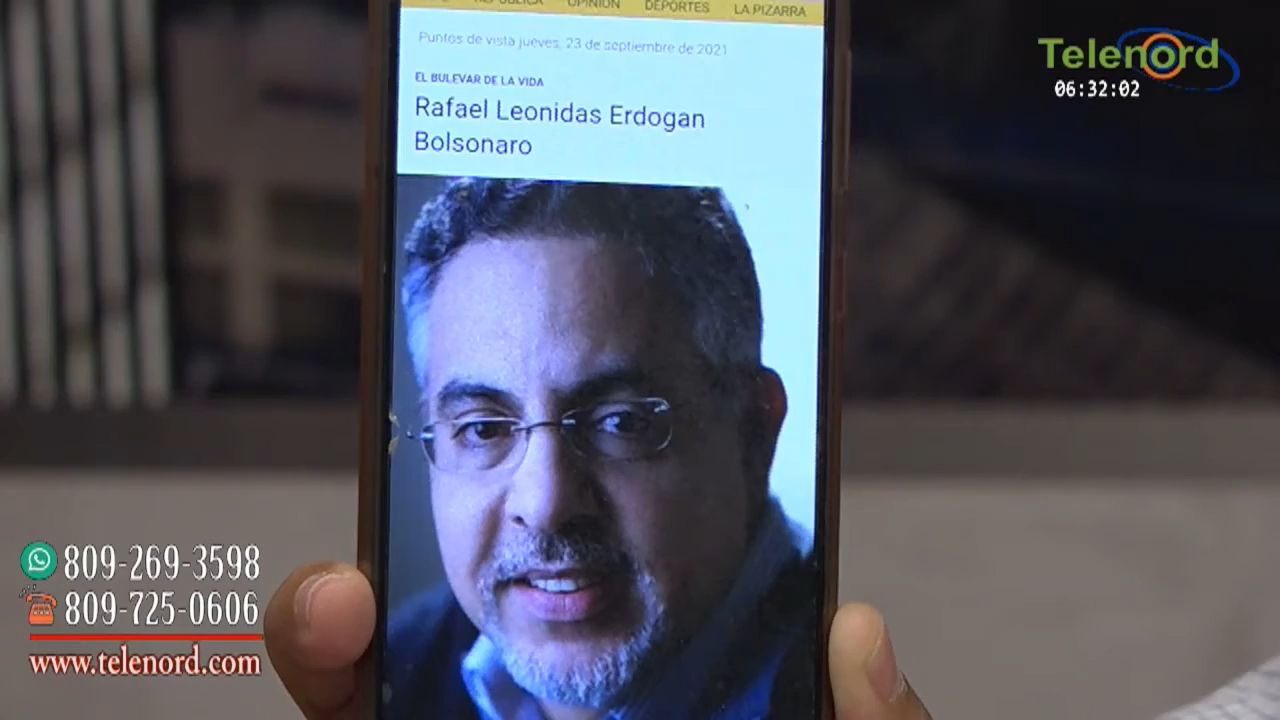 REPÚBLICA OPINIÓN DEPORTES LA PIZARRA
Puntos de vista jueves, 23 de septiembre de 2021
EL BULEVAR DE LA VIDA
Rafael Leonidas Erdogan
Bolsonaro
Telenord
06:32:02
809-269-3598
809-725-0606
www.telenord.com